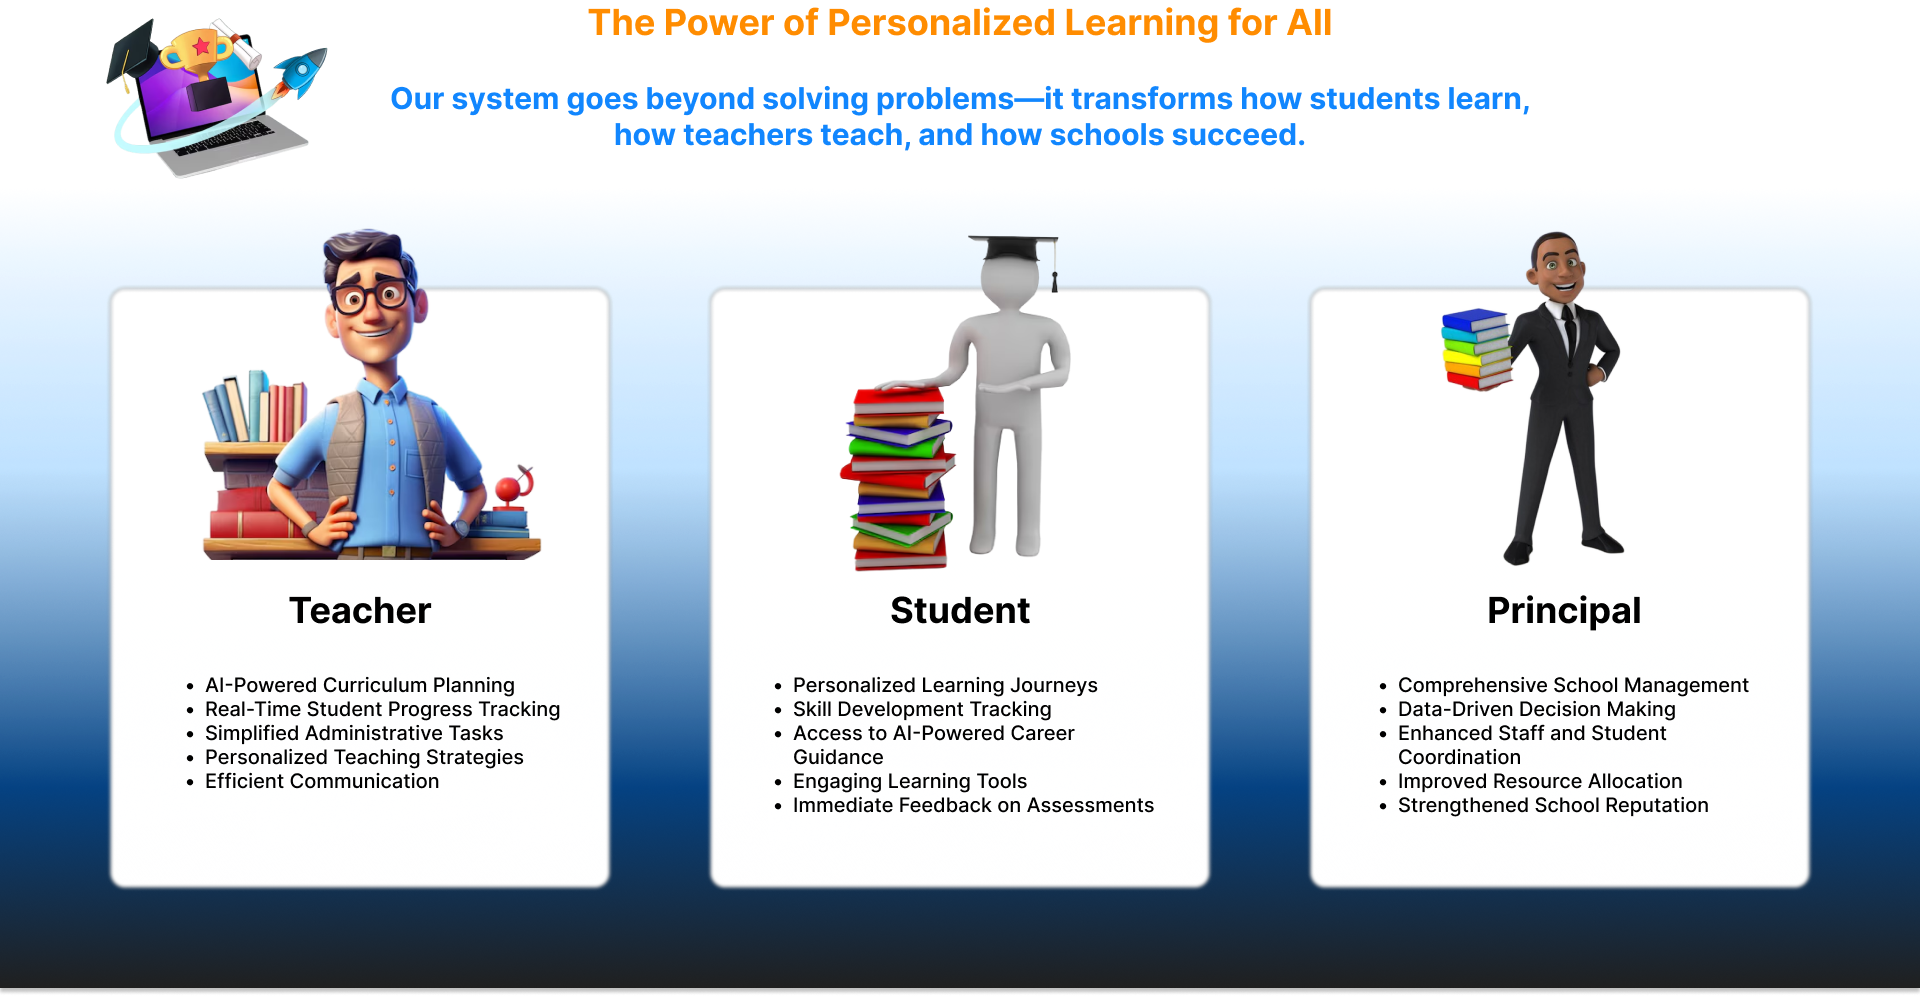 The Power of Personalized Learning for All
Our system goes beyond solving problems—it transforms how students learn,
how teachers teach, and how schools succeed.
Teacher
• AI-Powered Curriculum Planning
• Real-Time Student Progress Tracking
• Simplified Administrative Tasks
• Personalized Teaching Strategies
• Efficient Communication
Student
• Personalized Learning Journeys
• Skill Development Tracking
• Access to AI-Powered Career
Guidance
• Engaging Learning Tools
• Immediate Feedback on Assessments
Principal
• Comprehensive School Management
• Data-Driven Decision Making
• Enhanced Staff and Student
Coordination
• Improved Resource Allocation
• Strengthened School Reputation